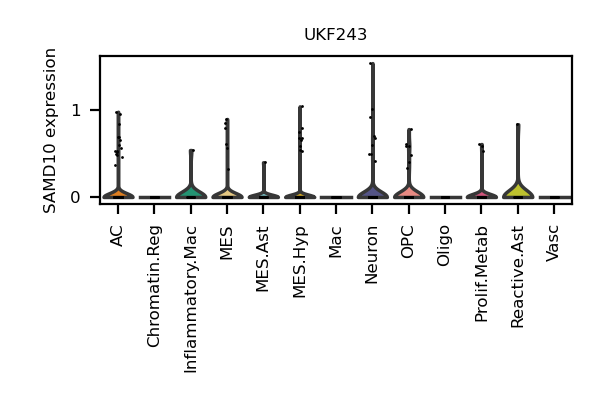 UKF243
SAMD10 expression
1
0
AC
Chromatin.Reg
Inflammatory.Mac
MES
MES.Ast
MES.Hyp
Mac
Neuron
OPC
Oligo
Prolif.Metab
Reactive.Ast
Vasc